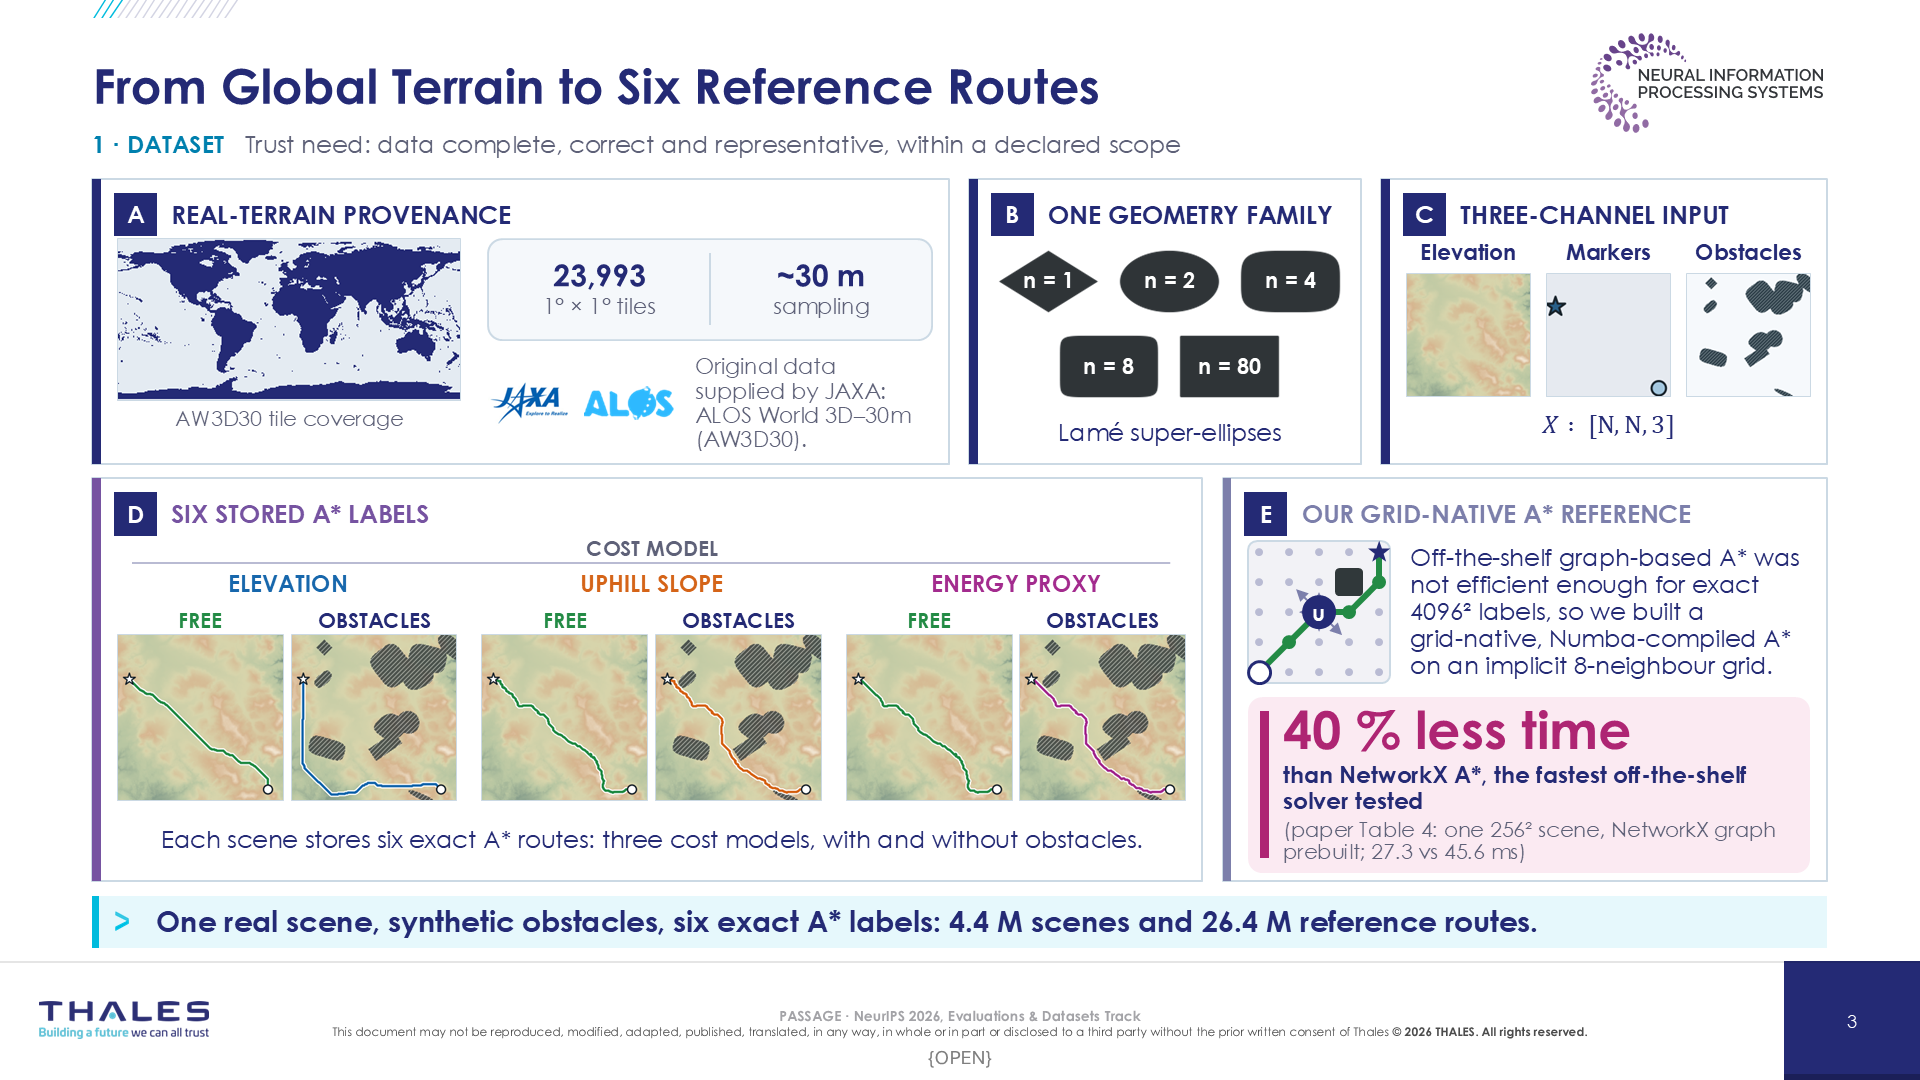 From Global Terrain to Six Reference Routes
NEURAL INFORMATION
PROCESSING SYSTEMS
1 · DATASET Trust need: data complete, correct and representative, within a declared scope
A REAL-TERRAIN PROVENANCE
23,993
1° × 1° tiles
~30 m
sampling
AW3D30 tile coverage
JAXA
Explore to Realize
ALOS
Original data
supplied by JAXA:
ALOS World 3D–30m
(AW3D30).
B ONE GEOMETRY FAMILY
n = 1
n = 2
n = 4
n = 8
n = 80
Lamé super-ellipses
C THREE-CHANNEL INPUT
Elevation Markers Obstacles
X : [N, N, 3]
D SIX STORED A* LABELS
COST MODEL
ELEVATION UPHILL SLOPE ENERGY PROXY
FREE OBSTACLES FREE OBSTACLES FREE OBSTACLES
Each scene stores six exact A* routes: three cost models, with and without obstacles.
E OUR GRID-NATIVE A* REFERENCE
U
Off-the-shelf graph-based A* was
not efficient enough for exact
4096² labels, so we built a
grid-native, Numba-compiled A*
on an implicit 8-neighbour grid.
40 % less time
than NetworkX A*, the fastest off-the-shelf
solver tested
(paper Table 4: one 256² scene, NetworkX graph
prebuilt; 27.3 vs 45.6 ms)
> One real scene, synthetic obstacles, six exact A* labels: 4.4 M scenes and 26.4 M reference routes.
THALES
Building a future we can all trust
PASSAGE · NeurIPS 2026, Evaluations & Datasets Track
This document may not be reproduced, modified, adapted, published, translated, in any way, in whole or in part or disclosed to a third party without the prior written consent of Thales © 2026 THALES. All rights reserved.
{OPEN}
3